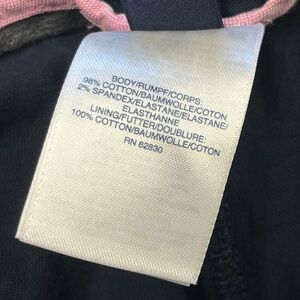 BODY/RUMPF/CORPS:
98% COTTON/BAUMWOLLE/COTON
2% SPANDEX/ELASTANE/ELASTANE/
ELASTHANNE
LINING/FUTTER/DOUBLURE:
100% COTTON/BAUMWOLLE/COTON
RN 62830